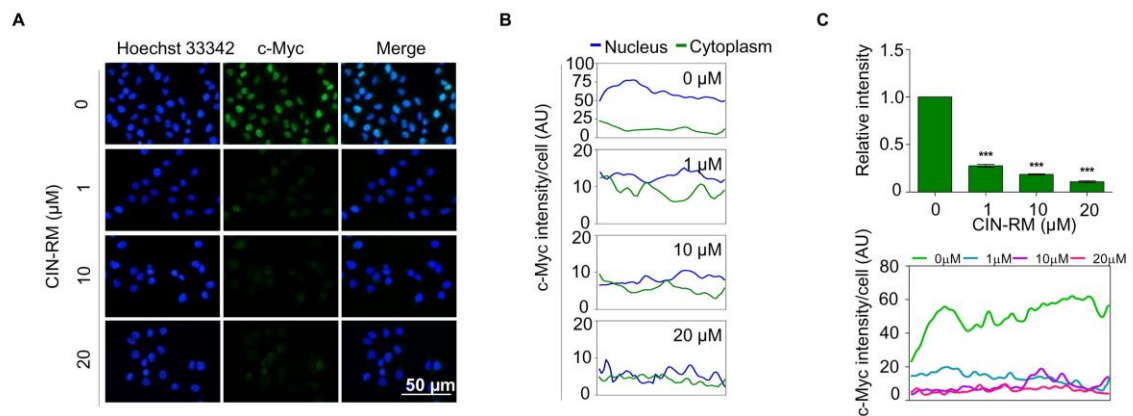 A
Hoechst 33342 c-Myc Merge
CIN-RM (µM)
0
1
10
20
50 µm
B
Nucleus Cytoplasm
c-Myc intensity/cell (AU)
100
75
50
25
0
0 µM
20
10
0
1 µM
20
10
0
10 µM
20
10
0
20 µM
C
Relative intensity
1.5
1.0
0.5
0.0
***
***
***
0 1 10 20
CIN-RM (µM)
0µM 1µM 10µM 20µM
c-Myc intensity/cell (AU)
80
60
40
20
0